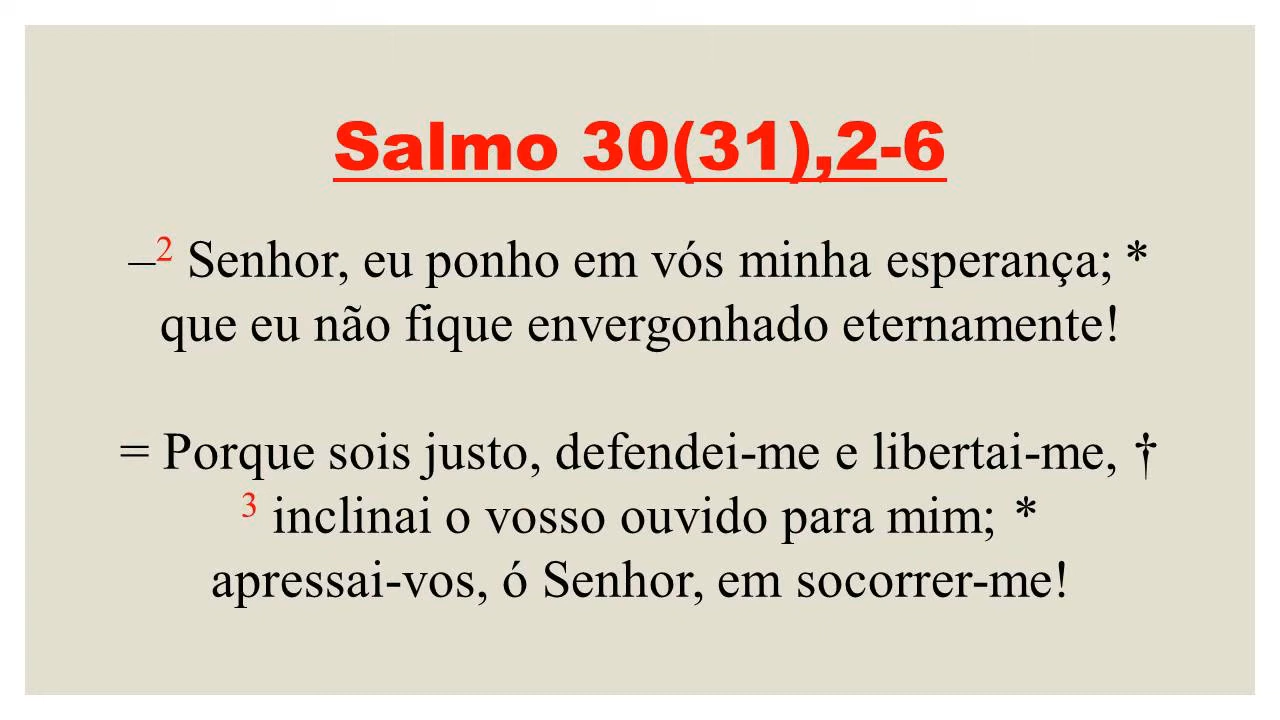 Salmo 30(31),2-6
–2 Senhor, eu ponho em vós minha esperança; *
que eu não fique envergonhado eternamente!
= Porque sois justo, defendei-me e libertai-me, †
3 inclinai o vosso ouvido para mim; *
apressai-vos, ó Senhor, em socorrer-me!